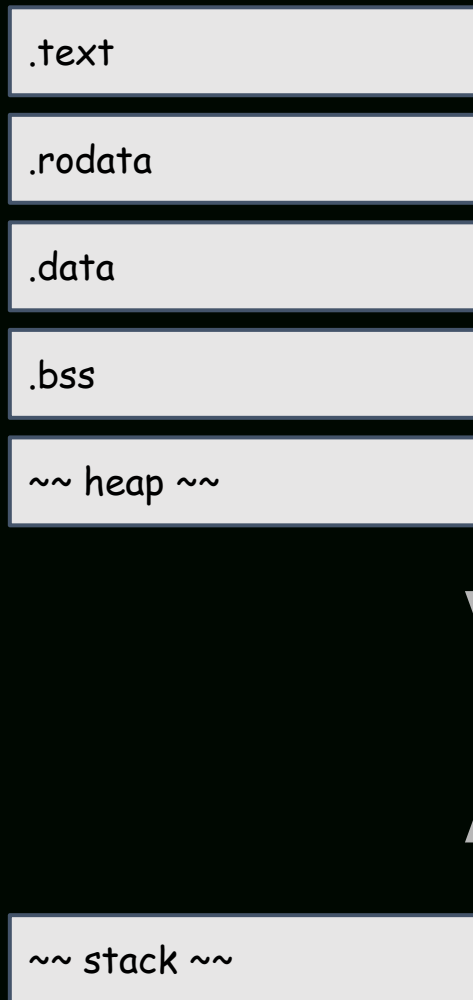 .text
.rodata
.data
.bss
~~ heap ~~
~~ stack ~~